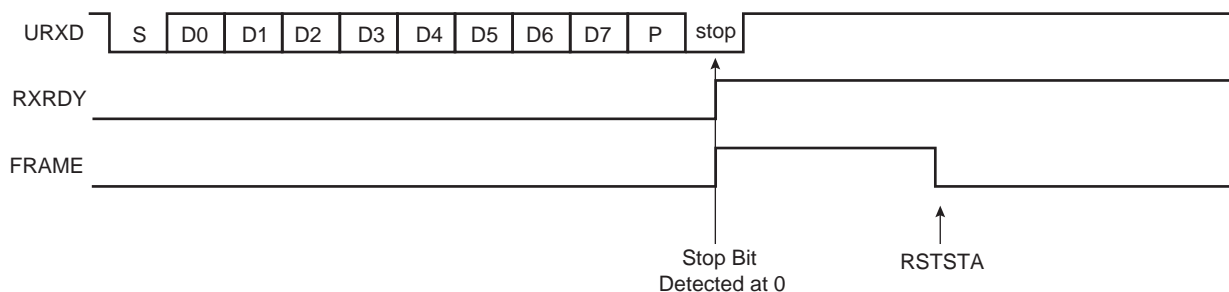 URXD S D0 D1 D2 D3 D4 D5 D6 D7 P stop
RXRDY
FRAME
Stop Bit
Detected at 0
RSTSTA